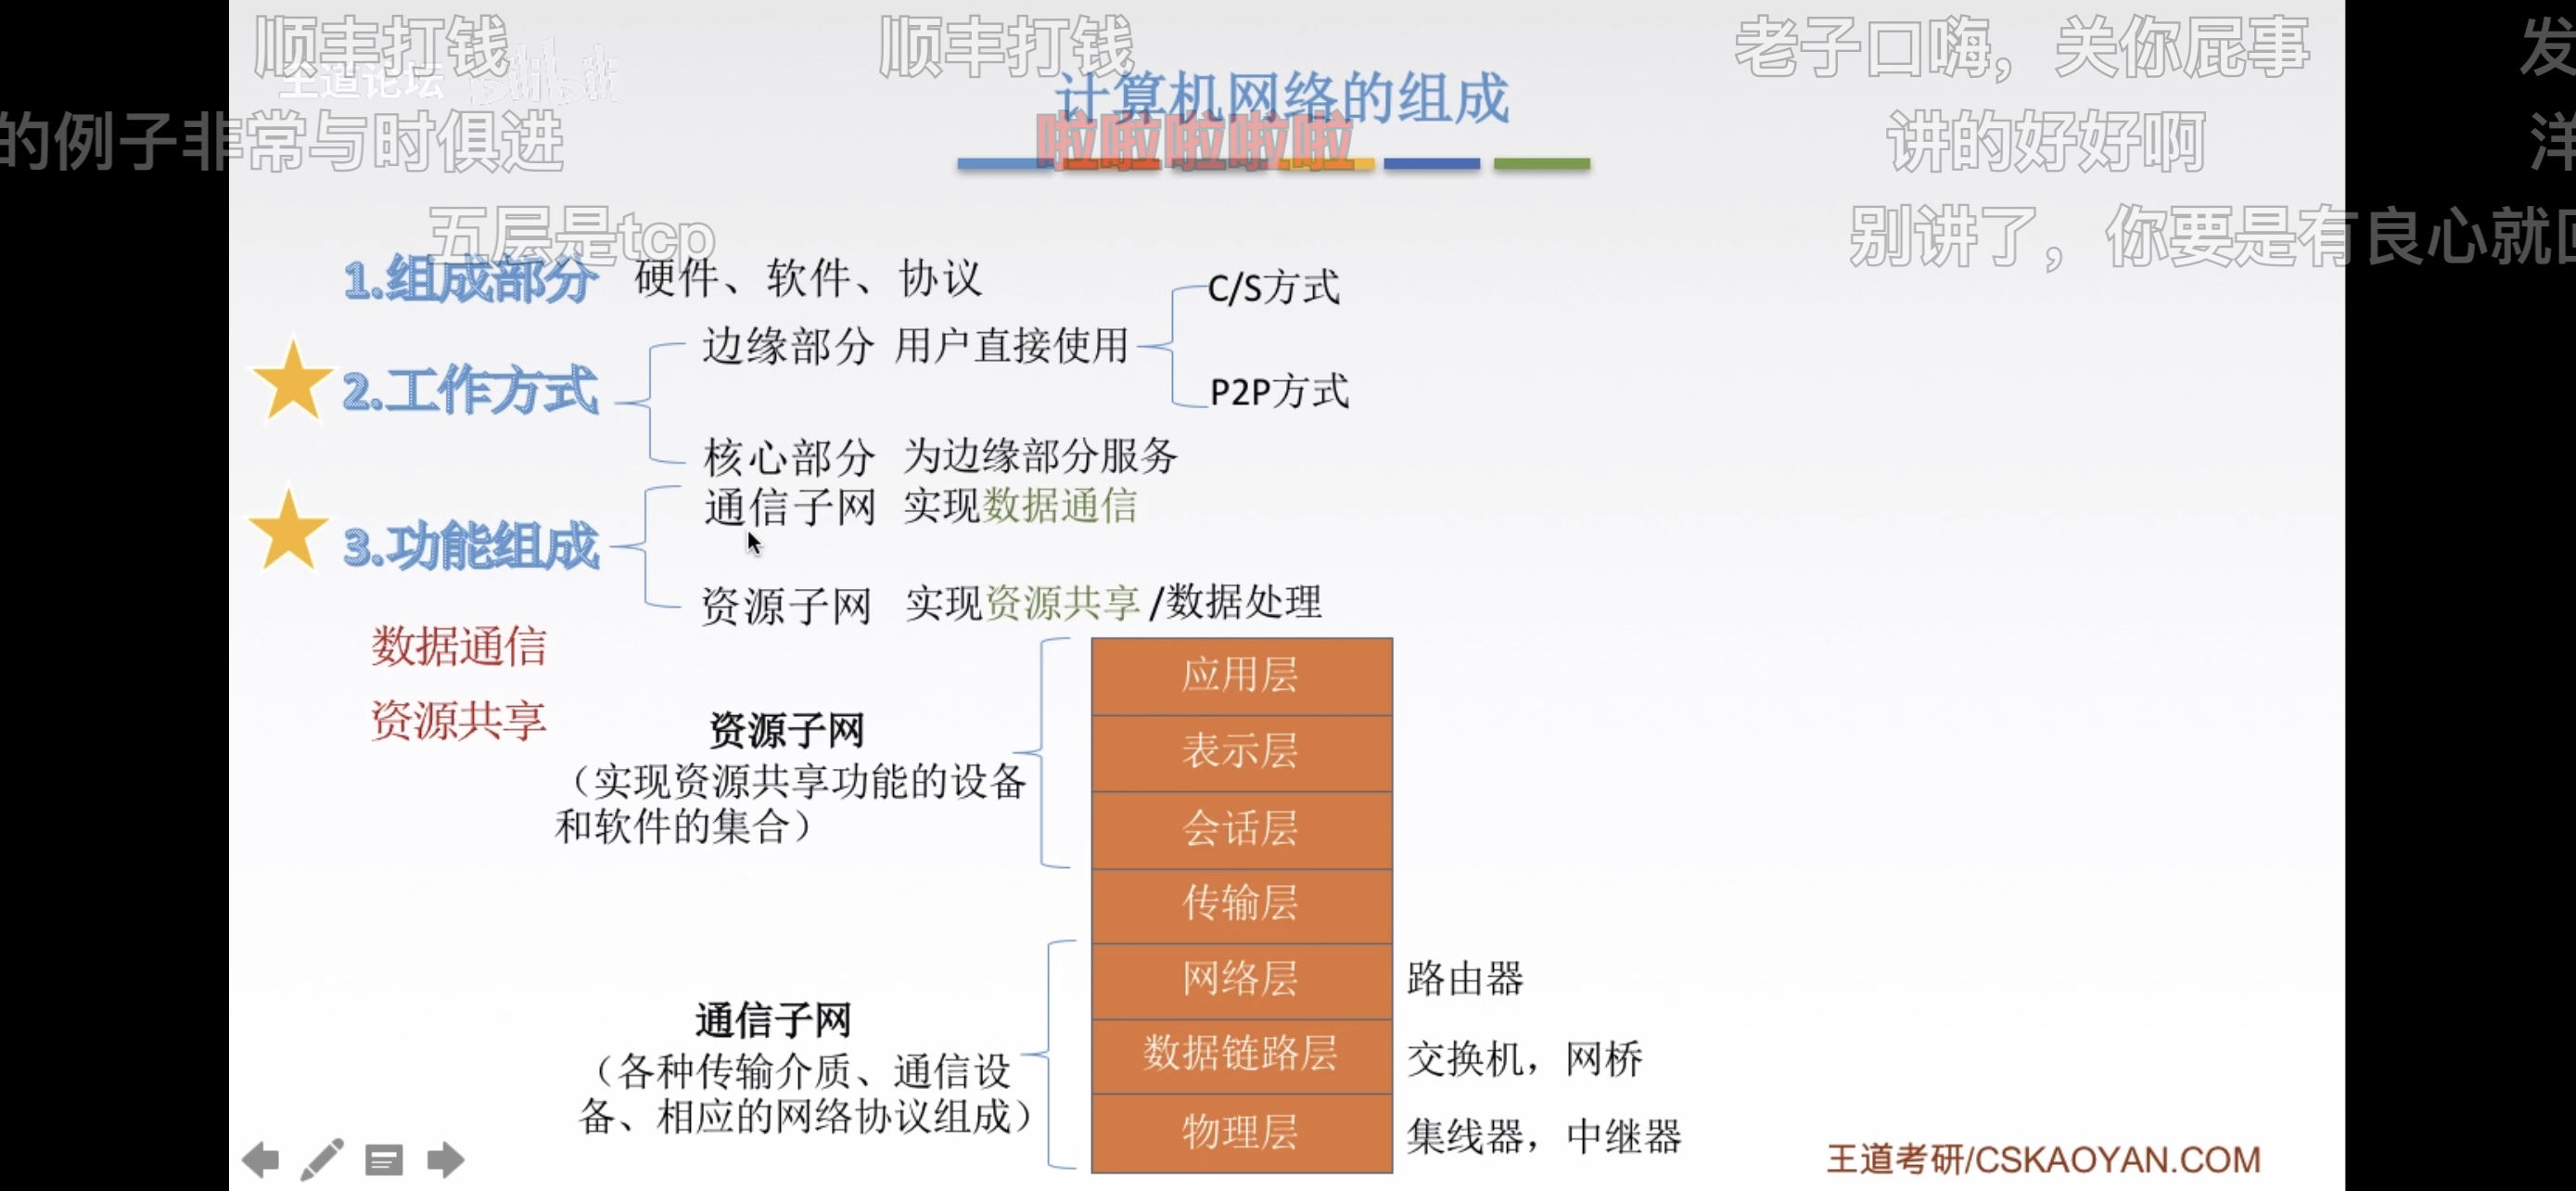 顺丰打钱
顺丰打钱
老子口嗨，关你屁事
发
王道论坛 bilibili
计算机网络的组成
的例子非常与时俱进
啦啦啦啦啦
讲的好好啊
洋
五层是tcp
别讲了，你要是有良心就回
1.组成部分 硬件、软件、协议
C/S方式
边缘部分 用户直接使用
2.工作方式
P2P方式
核心部分 为边缘部分服务
通信子网 实现数据通信
3.功能组成
资源子网 实现资源共享/数据处理
数据通信
资源共享
资源子网
（实现资源共享功能的设备
和软件的集合）
应用层
表示层
会话层
传输层
网络层 路由器
通信子网
（各种传输介质、通信设
备、相应的网络协议组成）
数据链路层 交换机，网桥
物理层 集线器，中继器
王道考研/CSKAOYAN.COM